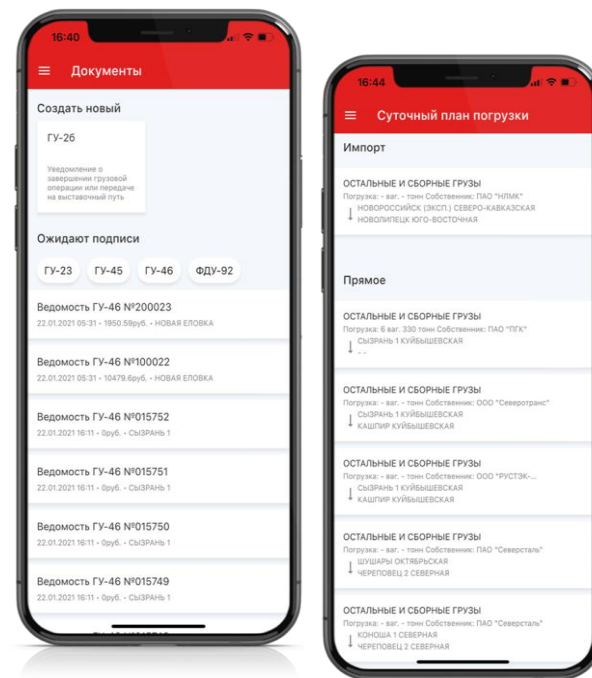 16:40
Документы
Создать новый
ГУ-2б
Уведомление о
завершении грузовой
операции или передаче
на выставочный путь
Ожидают подписи
ГУ-23 ГУ-45 ГУ-46 ФДУ-92
Ведомость ГУ-46 №200023
22.01.2021 05:31 - 1950.59руб. - НОВАЯ ЕЛОВКА
Ведомость ГУ-46 №100022
22.01.2021 05:31 - 10479.6руб. - НОВАЯ ЕЛОВКА
Ведомость ГУ-46 №015752
22.01.2021 16:11 - 0руб. - СЫЗРАНЬ 1
Ведомость ГУ-46 №015751
22.01.2021 16:11 - 0руб. - СЫЗРАНЬ 1
Ведомость ГУ-46 №015750
22.01.2021 16:11 - 0руб. - СЫЗРАНЬ 1
Ведомость ГУ-46 №015749
22.01.2021 16:11 - 0руб. - СЫЗРАНЬ 1
16:44
Суточный план погрузки
Импорт
ОСТАЛЬНЫЕ И СБОРНЫЕ ГРУЗЫ
Погрузка: - ваг. - тонн Собственник: ПАО "НЛМК"
НОВОРОССИЙСК (ЭКСП.) СЕВЕРО-КАВКАЗСКАЯ
НОВОЛИПЕЦК ЮГО-ВОСТОЧНАЯ
Прямое
ОСТАЛЬНЫЕ И СБОРНЫЕ ГРУЗЫ
Погрузка: 6 ваг. 330 тонн Собственник: ПАО "ПГК"
СЫЗРАНЬ 1 КУЙБЫШЕВСКАЯ
- -
ОСТАЛЬНЫЕ И СБОРНЫЕ ГРУЗЫ
Погрузка: - ваг. - тонн Собственник: ООО "Северотранс"
СЫЗРАНЬ 1 КУЙБЫШЕВСКАЯ
КАШПИР КУЙБЫШЕВСКАЯ
ОСТАЛЬНЫЕ И СБОРНЫЕ ГРУЗЫ
Погрузка: - ваг. - тонн Собственник: ООО "РУСТЭК-...
СЫЗРАНЬ 1 КУЙБЫШЕВСКАЯ
КАШПИР КУЙБЫШЕВСКАЯ
ОСТАЛЬНЫЕ И СБОРНЫЕ ГРУЗЫ
Погрузка: - ваг. - тонн Собственник: ПАО "Северсталь"
ШУШАРЫ ОКТЯБРЬСКАЯ
ЧЕРЕПОВЕЦ 2 СЕВЕРНАЯ
ОСТАЛЬНЫЕ И СБОРНЫЕ ГРУЗЫ
Погрузка: - ваг. - тонн Собственник: ПАО "Северсталь"
КОНОША 1 СЕВЕРНАЯ
ЧЕРЕПОВЕЦ 2 СЕВЕРНАЯ